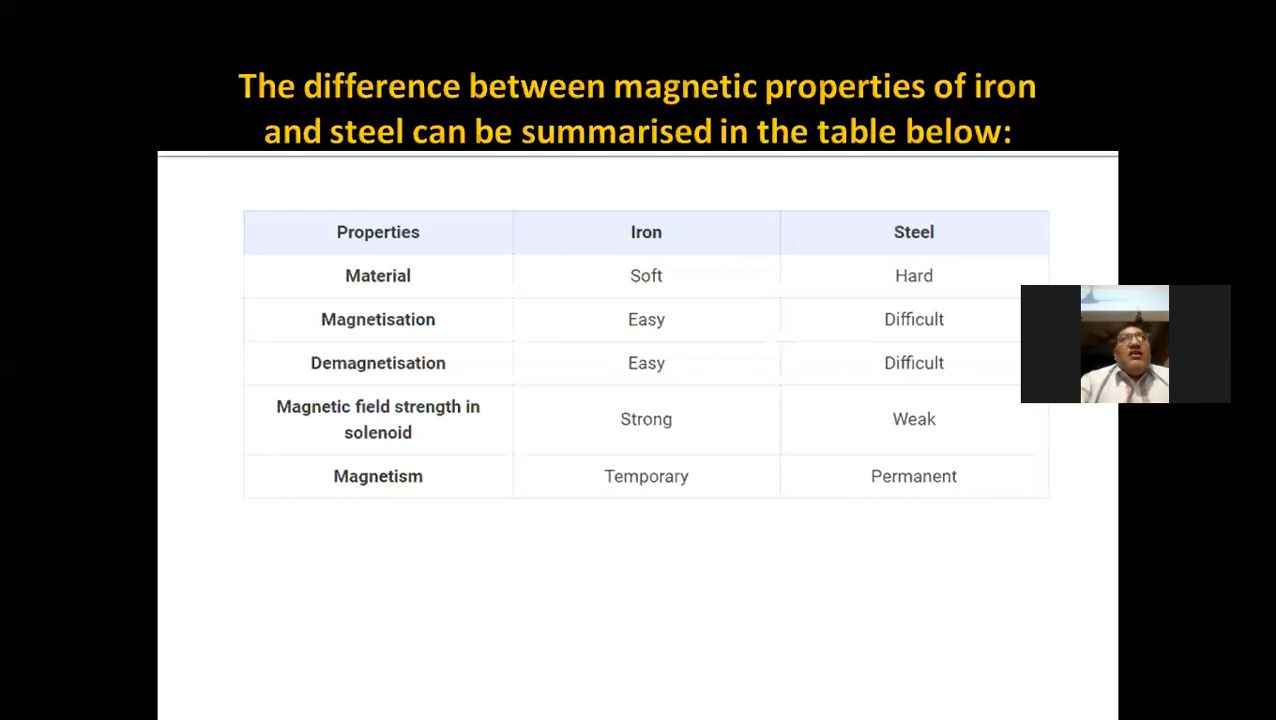 The difference between magnetic properties of iron
and steel can be summarised in the table below:
Properties Iron Steel
Material Soft Hard
Magnetisation Easy Difficult
Demagnetisation Easy Difficult
Magnetic field strength in
solenoid Strong Weak
Magnetism Temporary Permanent